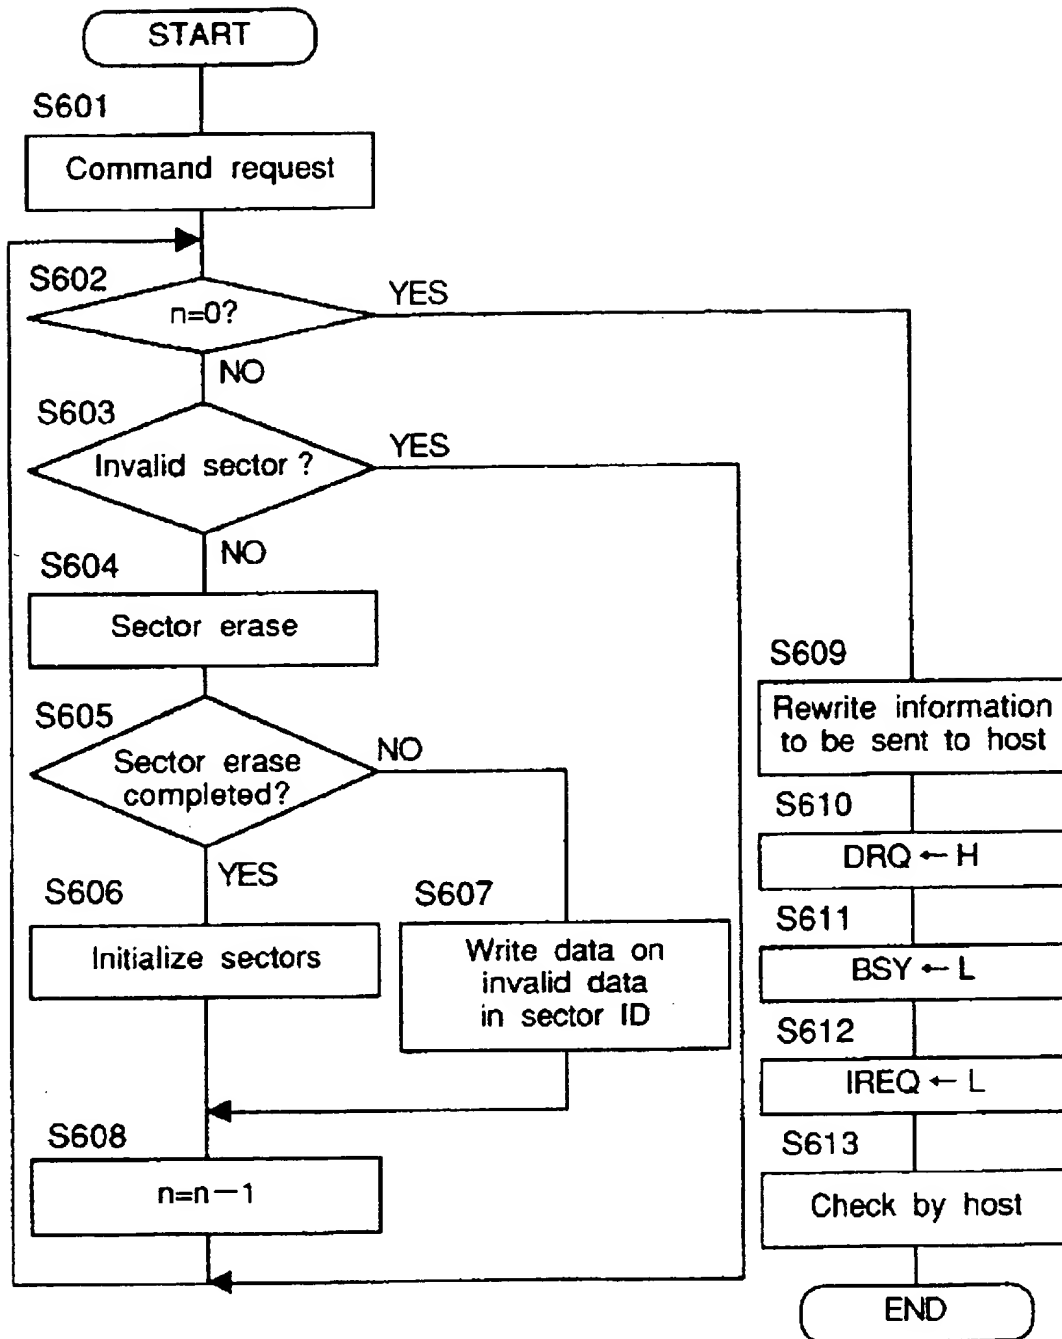 START
S601
Command request
S602
n=0?
YES
NO
S603
Invalid sector ?
YES
NO
S604
Sector erase
S605
Sector erase
completed?
NO
YES
S606
Initialize sectors
S607
Write data on
invalid data
in sector ID
S608
n=n−1
S609
Rewrite information
to be sent to host
S610
DRQ ← H
S611
BSY ← L
S612
IREQ ← L
S613
Check by host
END